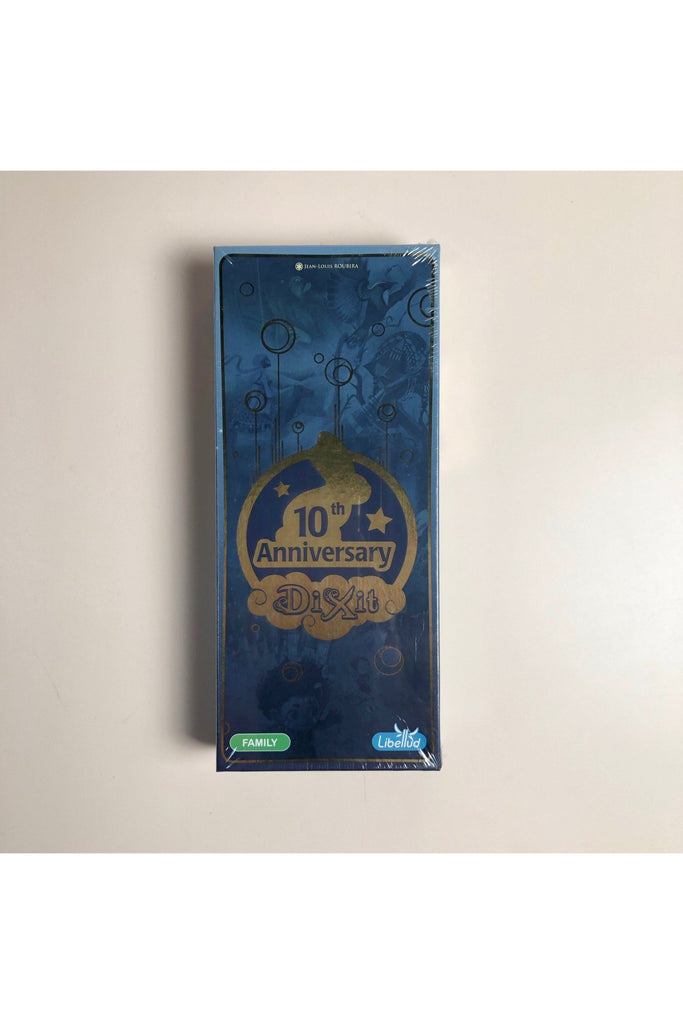 JEAN-LOUIS ROUBIRA
10th
Anniversary
DiXit
FAMILY
Libellud